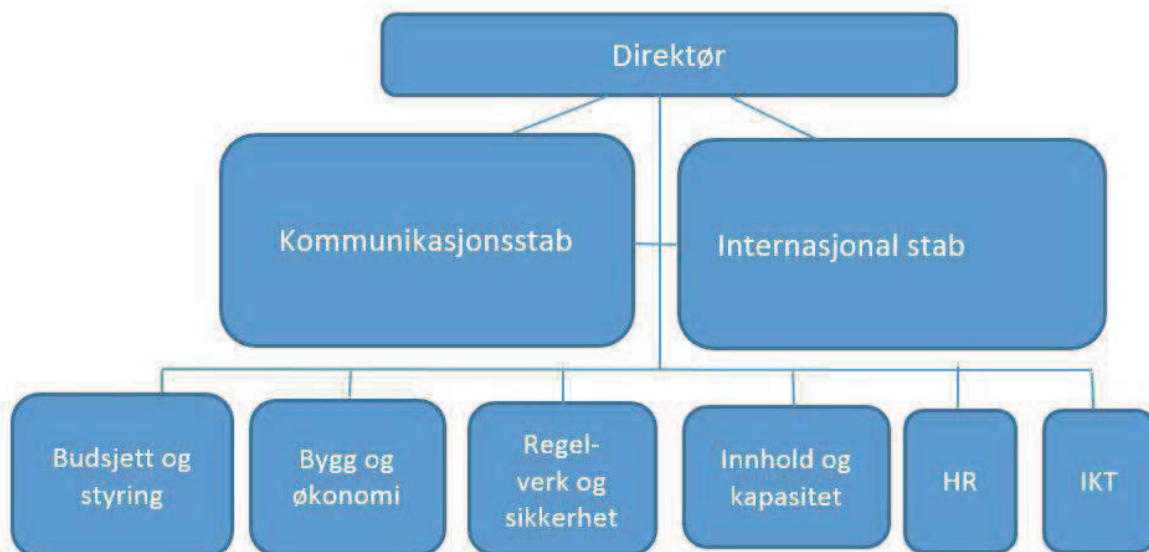 Direktør
Kommunikasjonsstab
Internasjonal stab
Budsjett og
styring
Bygg og
økonomi
Regel-
verk og
sikkerhet
Innhold og
kapasitet
HR
IKT